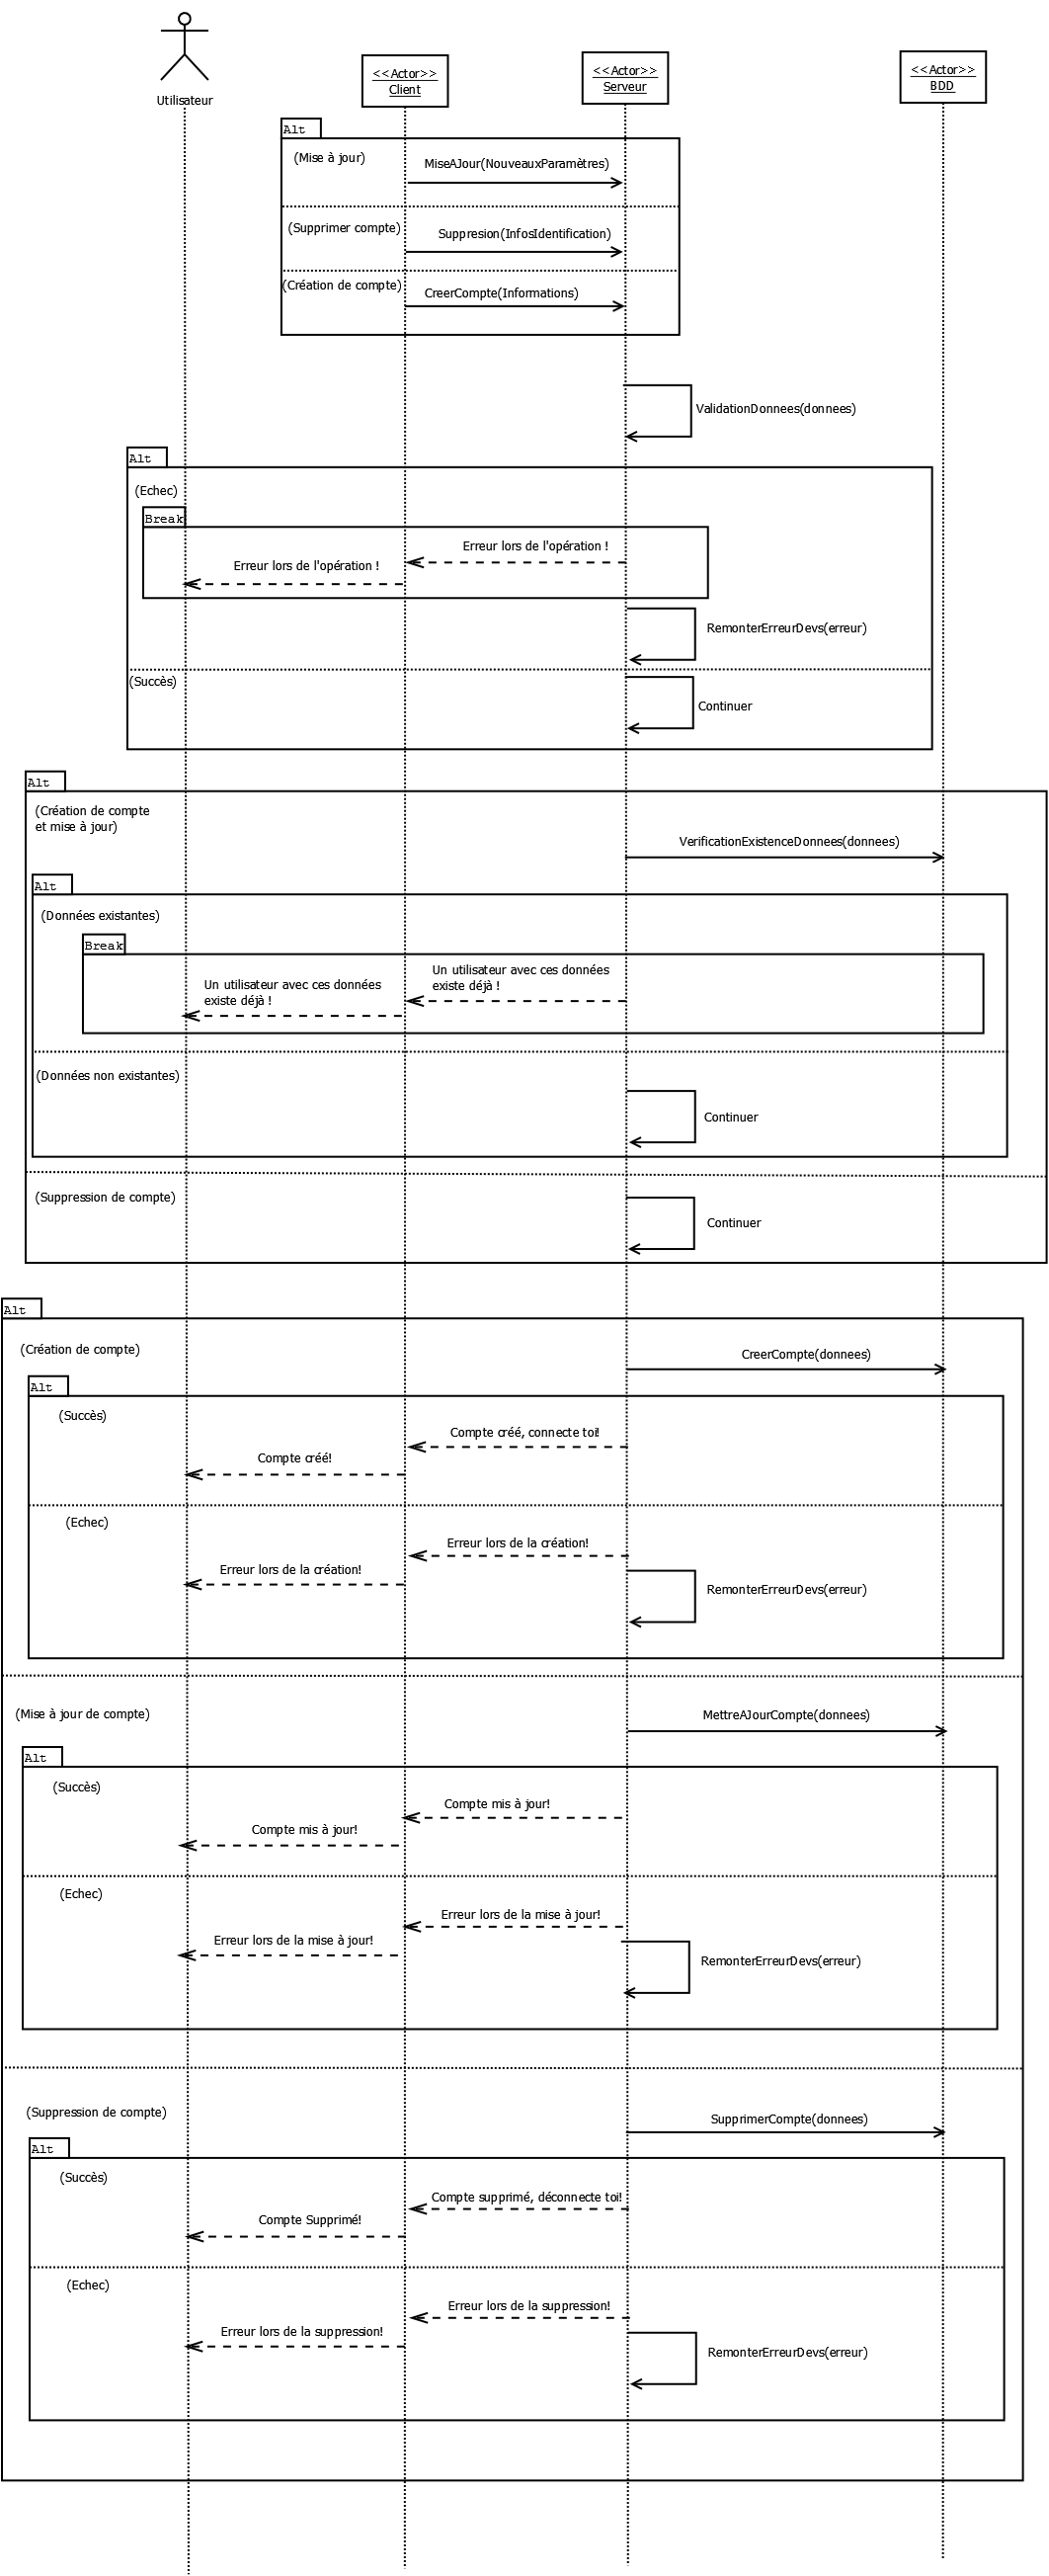 Utilisateur
<<Actor>>
Client
<<Actor>>
Serveur
<<Actor>>
BDD
Alt
(Mise à jour)
MiseAJour(NouveauxParamètres)
(Supprimer compte)
Suppresion(InfosIdentification)
(Création de compte)
CreerCompte(Informations)
ValidationDonnees(donnees)
Alt
(Echec)
Break
Erreur lors de l'opération !
Erreur lors de l'opération !
RemonterErreurDevs(erreur)
(Succès)
Continuer
Alt
(Création de compte
et mise à jour)
VerificationExistenceDonnees(donnees)
Alt
(Données existantes)
Break
Un utilisateur avec ces données
existe déjà !
Un utilisateur avec ces données
existe déjà !
(Données non existantes)
Continuer
(Suppression de compte)
Continuer
Alt
(Création de compte)
CreerCompte(donnees)
Alt
(Succès)
Compte créé, connecte toi!
Compte créé!
(Echec)
Erreur lors de la création!
Erreur lors de la création!
RemonterErreurDevs(erreur)
(Mise à jour de compte)
MettreAJourCompte(donnees)
Alt
(Succès)
Compte mis à jour!
Compte mis à jour!
(Echec)
Erreur lors de la mise à jour!
Erreur lors de la mise à jour!
RemonterErreurDevs(erreur)
(Suppression de compte)
SupprimerCompte(donnees)
Alt
(Succès)
Compte supprimé, déconnecte toi!
Compte Supprimé!
(Echec)
Erreur lors de la suppression!
Erreur lors de la suppression!
RemonterErreurDevs(erreur)